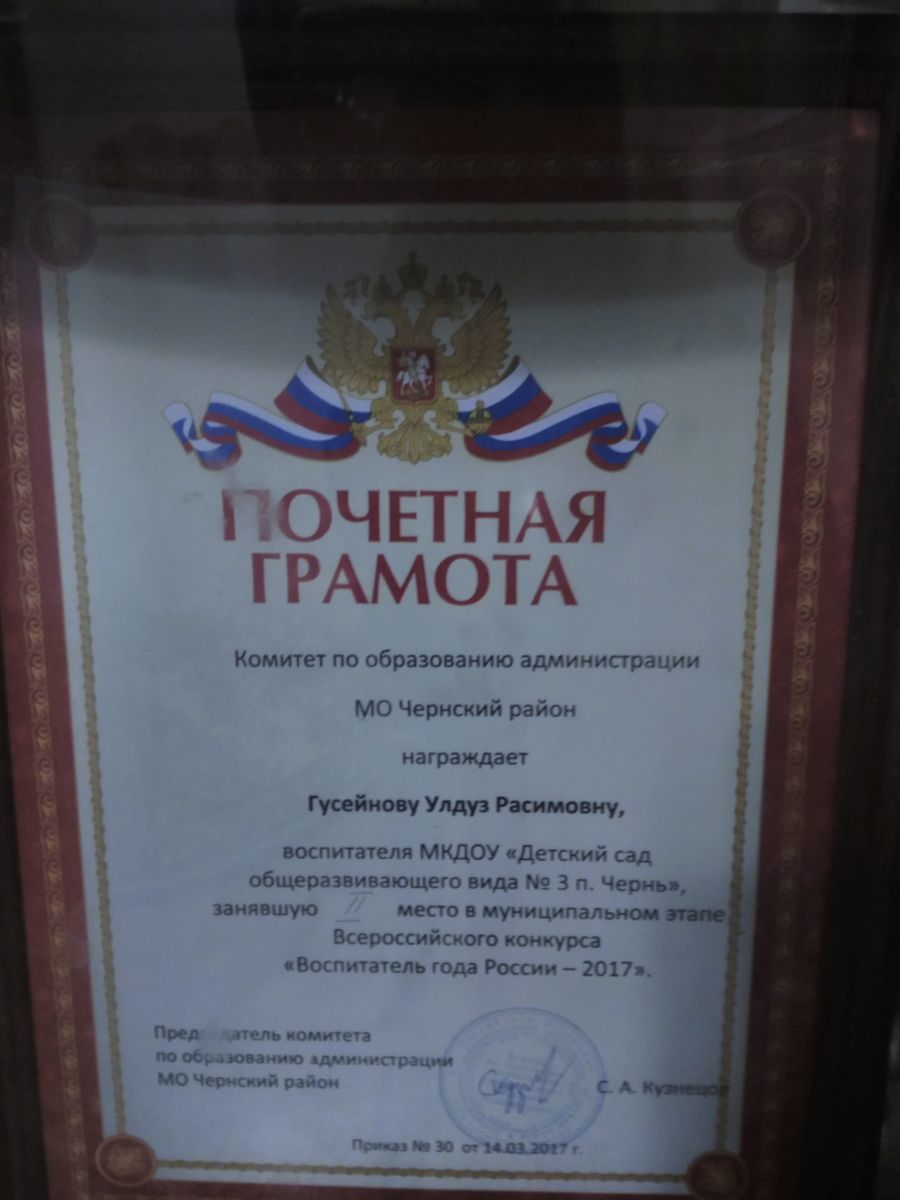 ПОЧЕТНАЯ
ГРАМОТА
Комитет по образованию администрации
МО Чернский район
награждает
Гусейнову Улдуз Расимовну,
воспитателя МКДОУ «Детский сад
общеразвивающего вида № 3 п. Чернь»,
занявшую II место в муниципальном этапе
Всероссийского конкурса
«Воспитатель года России – 2017».
Председатель комитета
по образованию администрации
МО Чернский район
С. А. Кузнецов
Приказ № 30 от 14.03.2017 г.